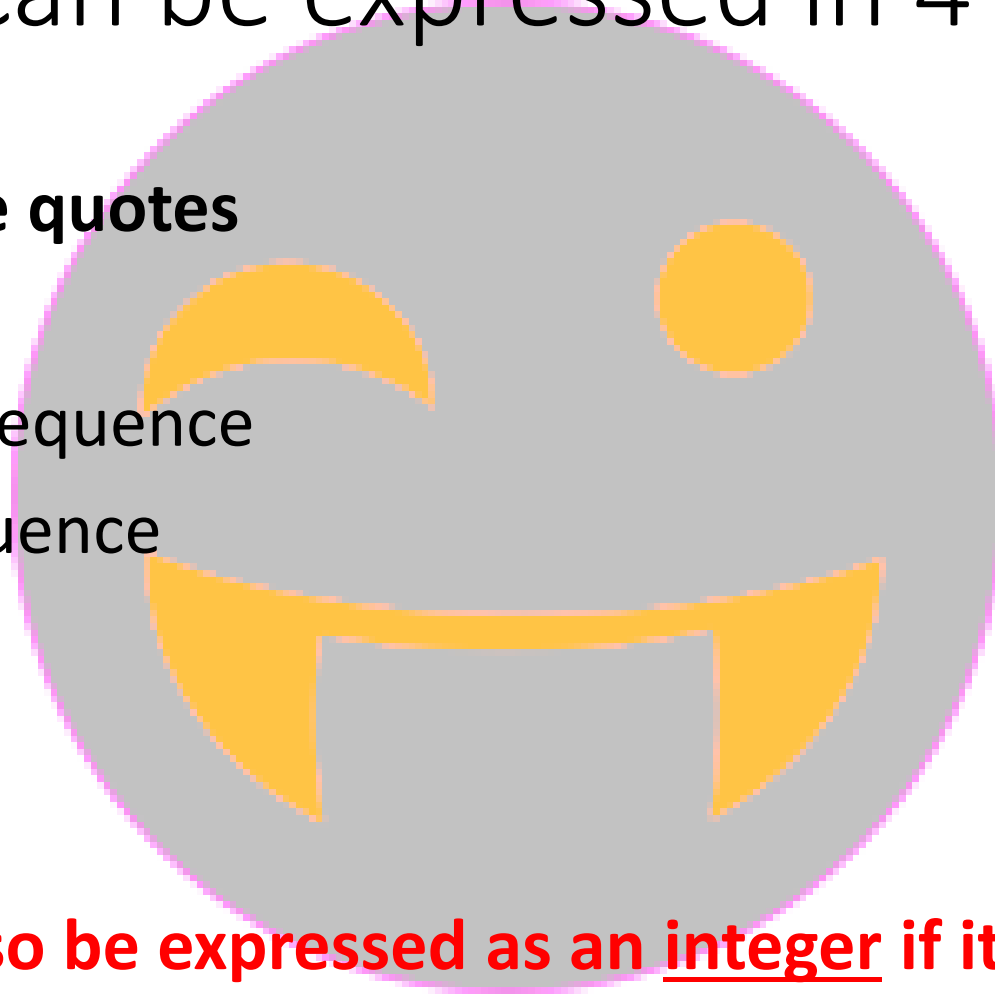 can be expressed in 4
quotes
equence
uence
so be expressed as an integer if it